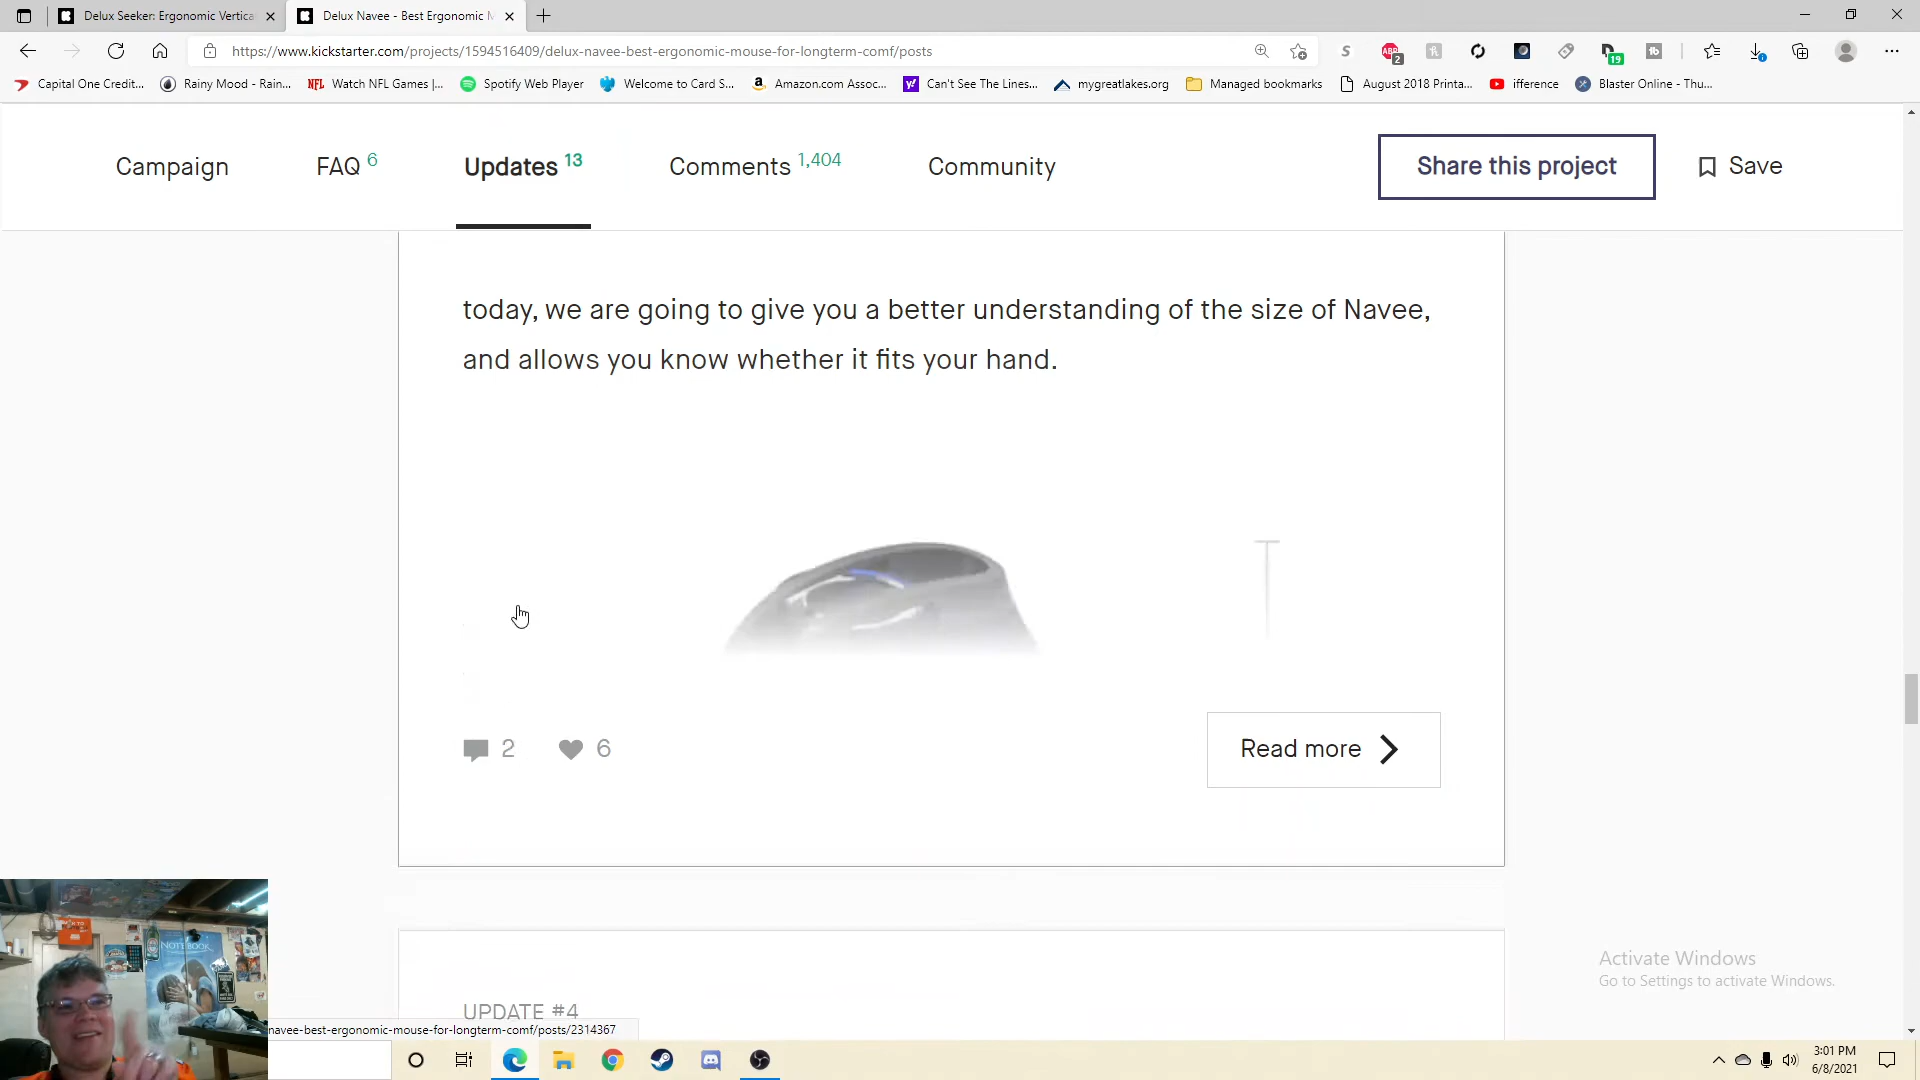 Delux Seeker: Ergonomic Vertica
Delux Navee - Best Ergonomic M
https://www.kickstarter.com/projects/1594516409/delux-navee-best-ergonomic-mouse-for-longterm-comf/posts
ABP
2
19
Capital One Credit...
Rainy Mood - Rain...
NFL Watch NFL Games |...
Spotify Web Player
Welcome to Card S...
Amazon.com Assoc...
Can't See The Lines...
mygreatlakes.org
Managed bookmarks
August 2018 Printa...
ifference
Blaster Online - Thu...
Campaign
FAQ 6
Updates 13
Comments 1,404
Community
Share this project
Save
today, we are going to give you a better understanding of the size of Navee,
and allows you know whether it fits your hand.
2
6
Read more
UPDATE #4
Activate Windows
Go to Settings to activate Windows.
NOTEBOOK
navee-best-ergonomic-mouse-for-longterm-comf/posts/2314367
3:01 PM
6/8/2021